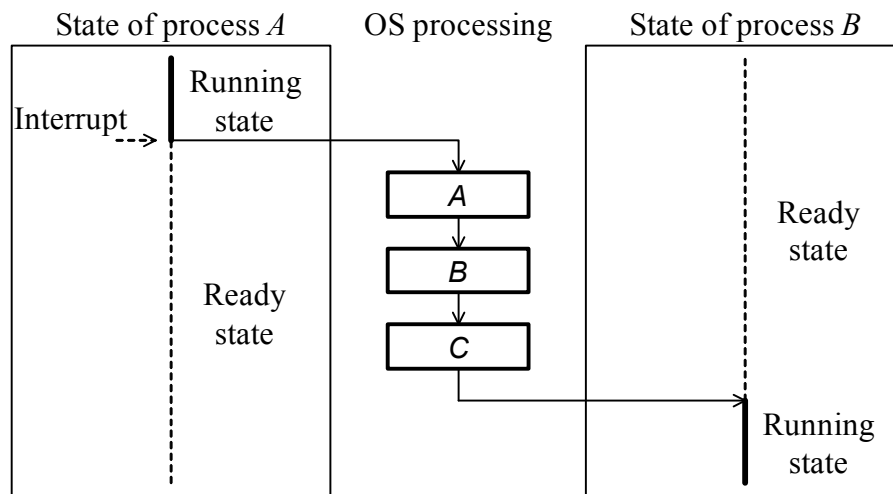 State of process A
OS processing
State of process B
Running
state
Interrupt
A
B
C
Ready
state
Ready
state
Running
state